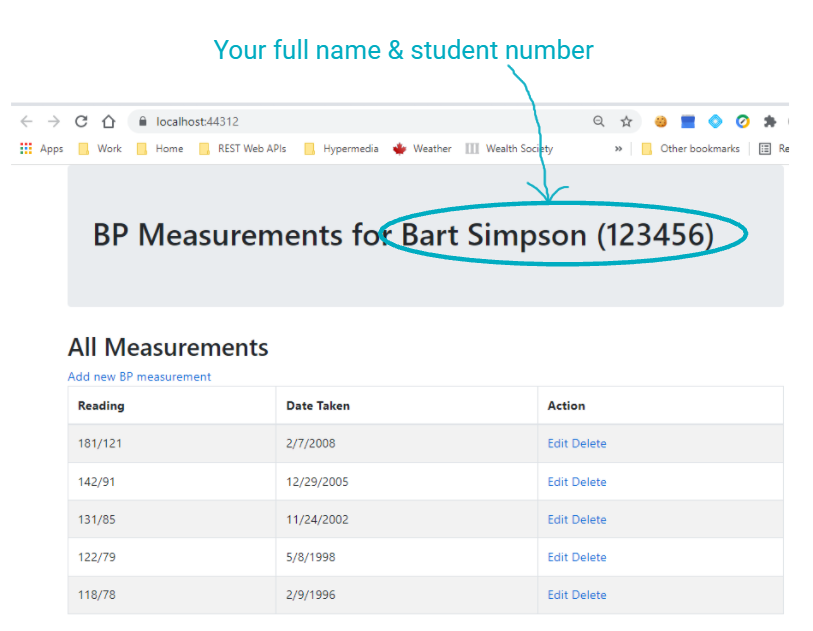 Your full name & student number
localhost:44312
Apps Work Home REST Web APIs Hypermedia Weather Wealth Society » Other bookmarks Re
BP Measurements for Bart Simpson (123456)
All Measurements
Add new BP measurement
Reading Date Taken Action
181/121 2/7/2008 Edit Delete
142/91 12/29/2005 Edit Delete
131/85 11/24/2002 Edit Delete
122/79 5/8/1998 Edit Delete
118/78 2/9/1996 Edit Delete